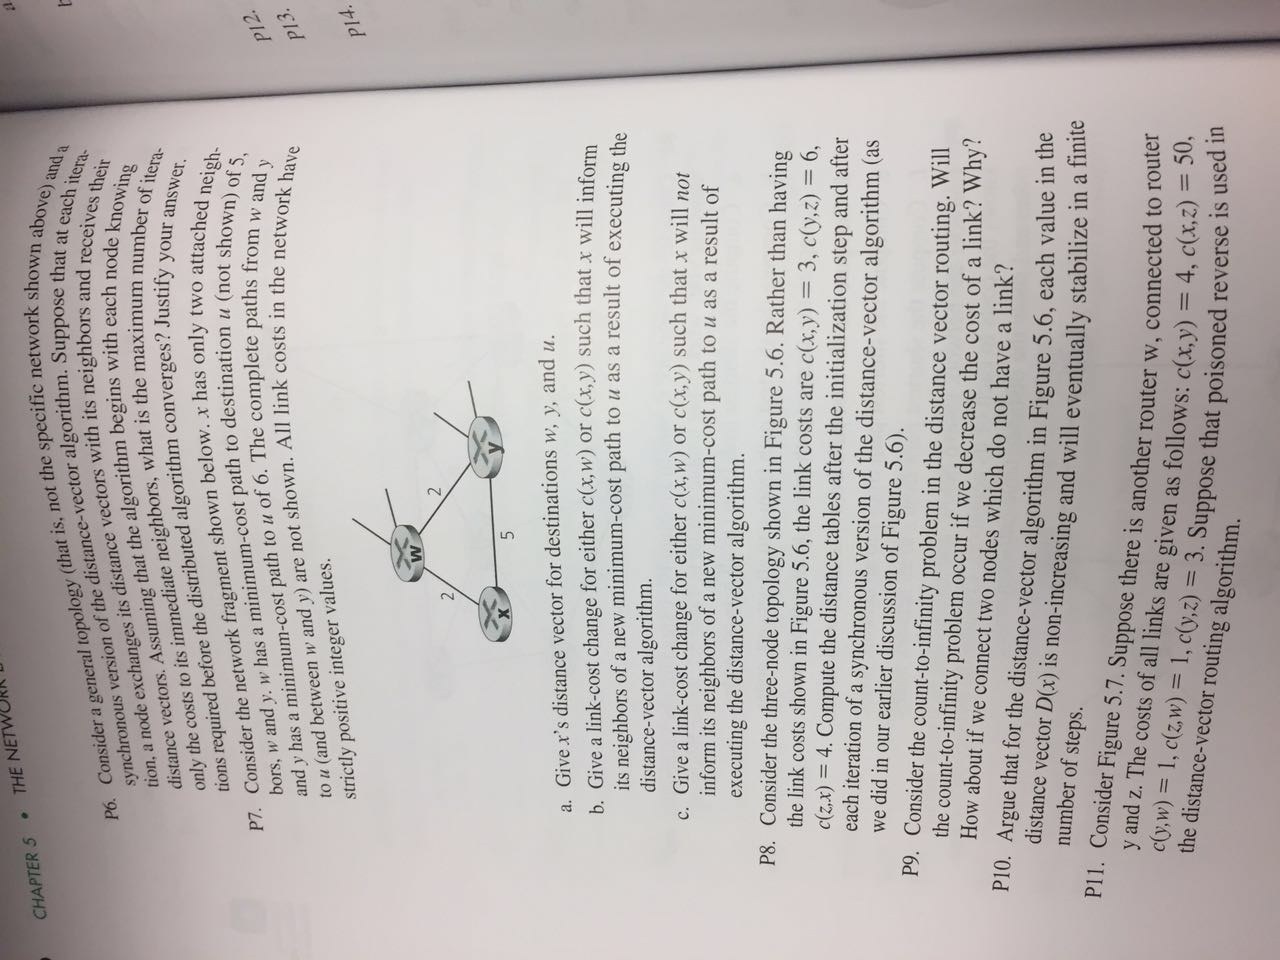 CHAPTER 5 • THE NETWORK
P6. Consider a general topology (that is, not the specific network shown above) and a
synchronous version of the distance-vector algorithm. Suppose that at each itera-
tion, a node exchanges its distance vectors with its neighbors and receives their
distance vectors. Assuming that the algorithm begins with each node knowing
only the costs to its immediate neighbors, what is the maximum number of itera-
tions required before the distributed algorithm converges? Justify your answer.
P7. Consider the network fragment shown below. x has only two attached neigh-
bors, w and y. w has a minimum-cost path to destination u (not shown) of 5,
and y has a minimum-cost path to u of 6. The complete paths from w and y
to u (and between w and y) are not shown. All link costs in the network have
strictly positive integer values.
w
2
2
x
y
5
a. Give x's distance vector for destinations w, y, and u.
b. Give a link-cost change for either c(x,w) or c(x,y) such that x will inform
its neighbors of a new minimum-cost path to u as a result of executing the
distance-vector algorithm.
c. Give a link-cost change for either c(x,w) or c(x,y) such that x will not
inform its neighbors of a new minimum-cost path to u as a result of
executing the distance-vector algorithm.
P8. Consider the three-node topology shown in Figure 5.6. Rather than having
the link costs shown in Figure 5.6, the link costs are c(x,y) = 3, c(y,z) = 6,
c(z,x) = 4. Compute the distance tables after the initialization step and after
each iteration of a synchronous version of the distance-vector algorithm (as
we did in our earlier discussion of Figure 5.6).
P9. Consider the count-to-infinity problem in the distance vector routing. Will
the count-to-infinity problem occur if we decrease the cost of a link? Why?
How about if we connect two nodes which do not have a link?
P10. Argue that for the distance-vector algorithm in Figure 5.6, each value in the
distance vector D(x) is non-increasing and will eventually stabilize in a finite
number of steps.
P11. Consider Figure 5.7. Suppose there is another router w, connected to router
y and z. The costs of all links are given as follows: c(x,y) = 4, c(x,z) = 50,
c(y,w) = 1, c(z,w) = 1, c(y,z) = 3. Suppose that poisoned reverse is used in
the distance-vector routing algorithm.
P12.
P13.
P14.